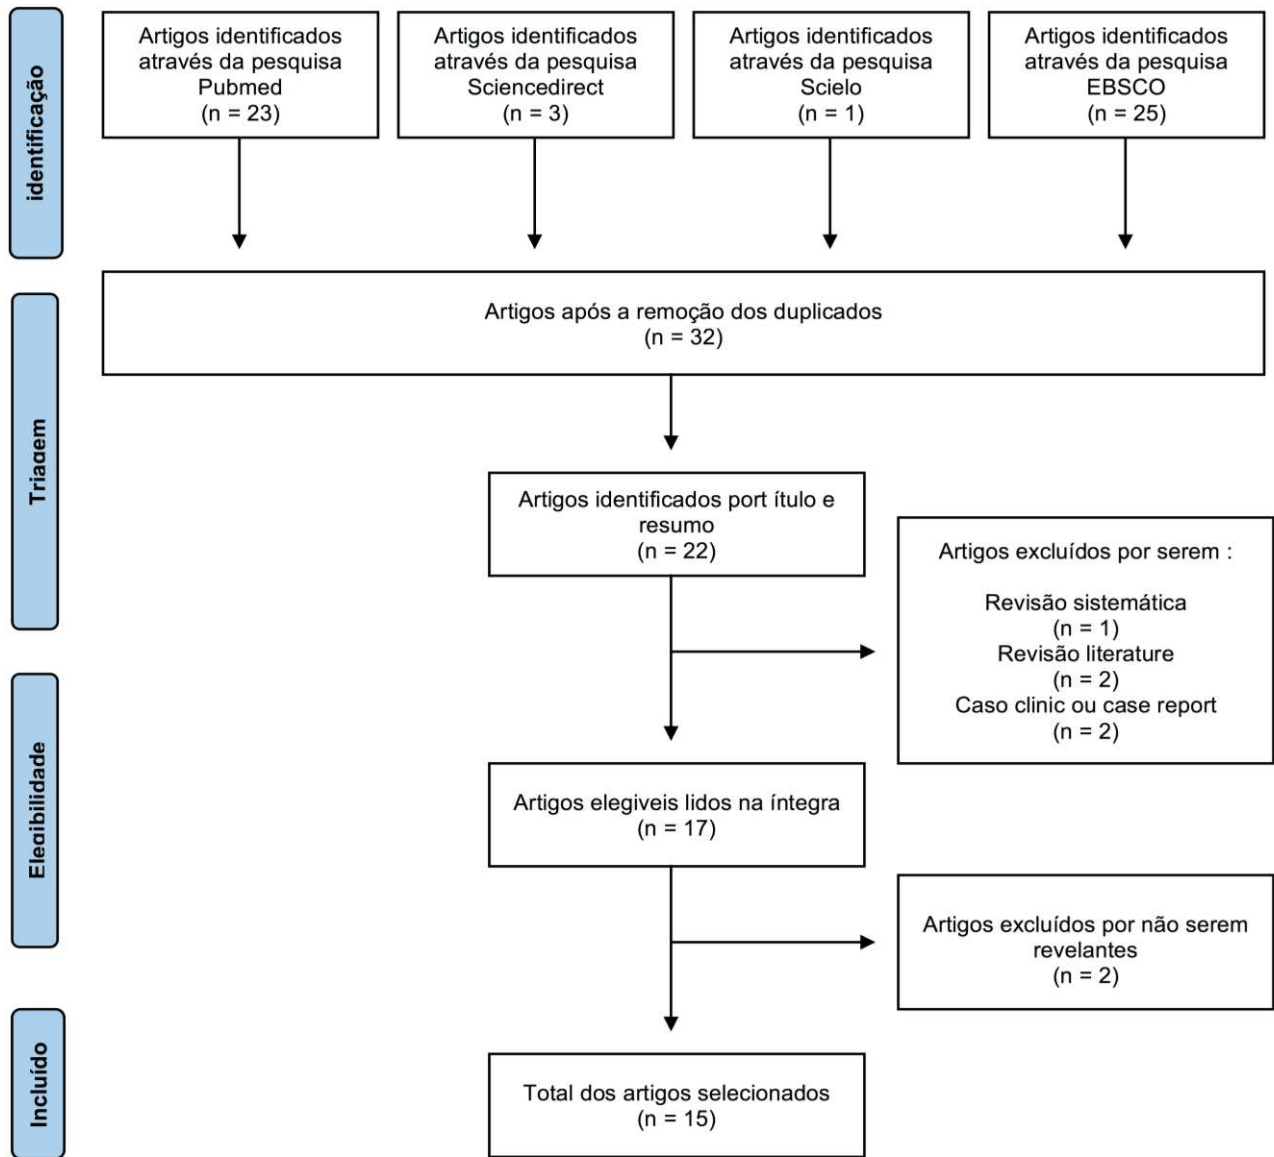 identificação
Artigos identificados
através da pesquisa
Pubmed
(n = 23)
Artigos identificados
através da pesquisa
Sciencedirect
(n = 3)
Artigos identificados
através da pesquisa
Scielo
(n = 1)
Artigos identificados
através da pesquisa
EBSCO
(n = 25)
Triagem
Artigos após a remoção dos duplicados
(n = 32)
Artigos identificados port ítulo e
resumo
(n = 22)
Artigos excluídos por serem :
Revisão sistemática
(n = 1)
Revisão literature
(n = 2)
Caso clinic ou case report
(n = 2)
Elegibilidade
Artigos elegiveis lidos na íntegra
(n = 17)
Artigos excluídos por não serem
revelantes
(n = 2)
Incluído
Total dos artigos selecionados
(n = 15)